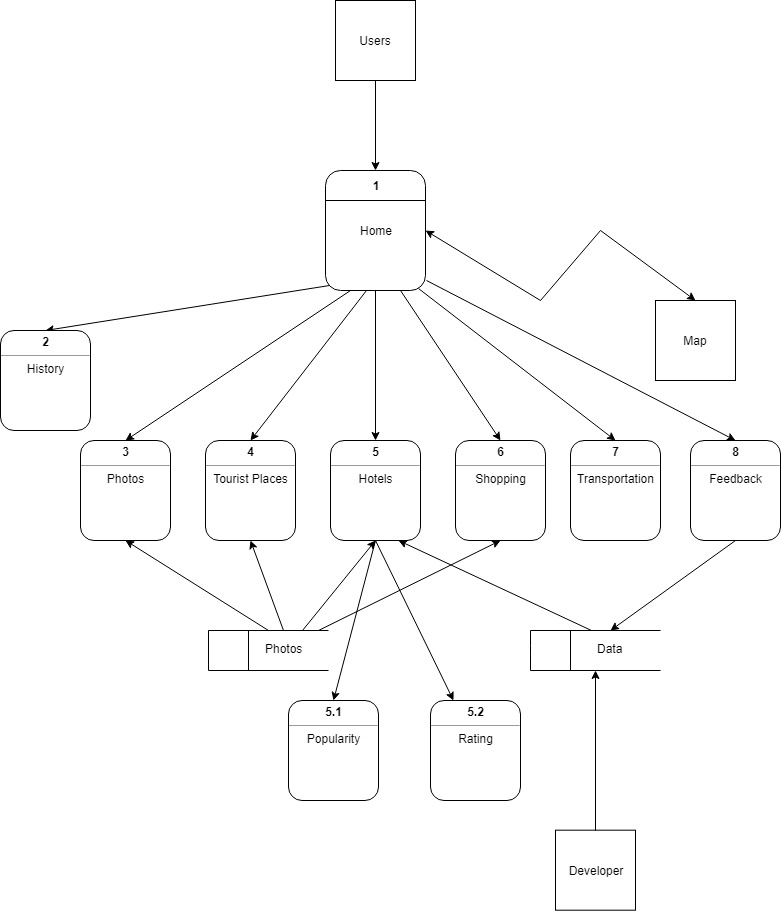 Users
1
Home
Map
2
History
3
Photos
4
Tourist Places
5
Hotels
6
Shopping
7
Transportation
8
Feedback
Photos
Data
5.1
Popularity
5.2
Rating
Developer